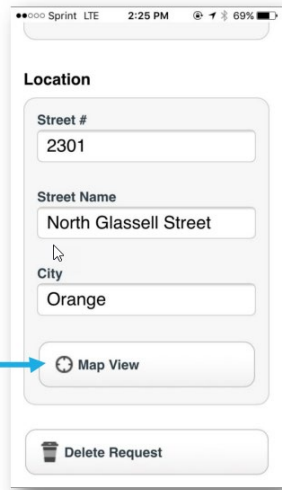 Sprint LTE 2:25 PM 69%
Location
Street #
2301
Street Name
North Glassell Street
City
Orange
Map View
Delete Request